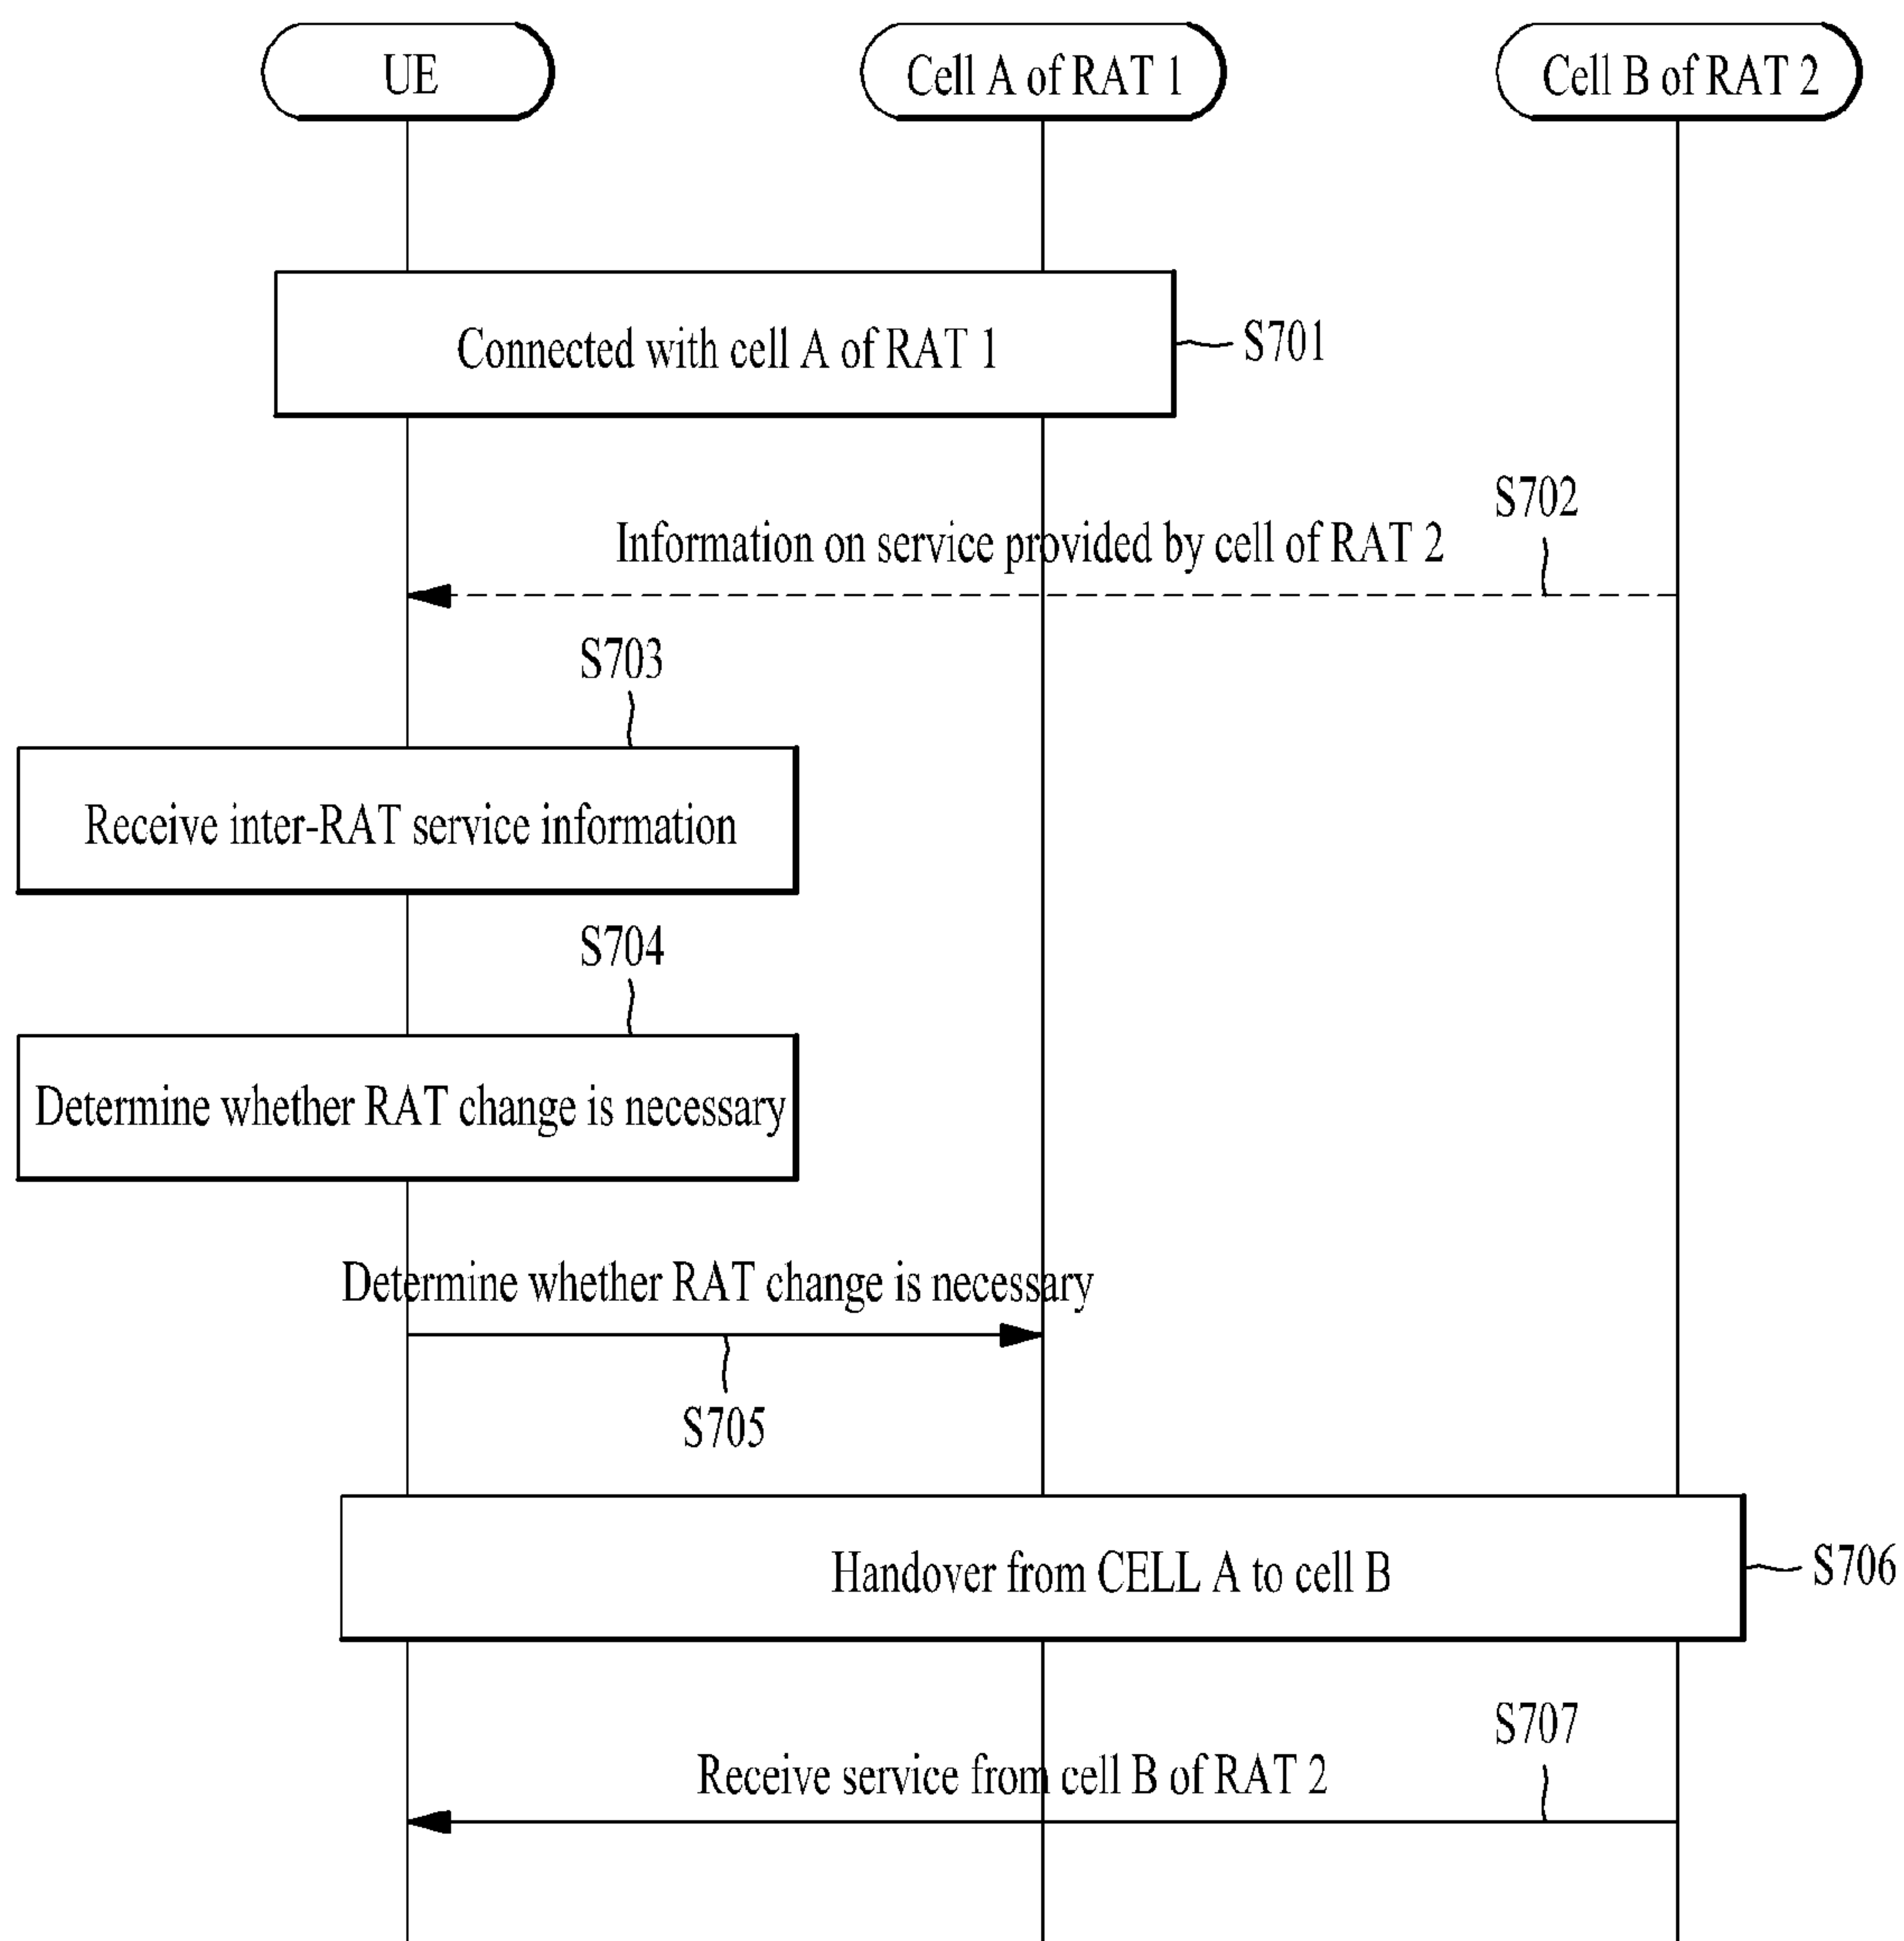 UE
Cell A of RAT 1
Cell B of RAT 2
Connected with cell A of RAT 1
S701
S702
Information on service provided by cell of RAT 2
S703
Receive inter-RAT service information
S704
Determine whether RAT change is necessary
Determine whether RAT change is necessary
S705
Handover from CELL A to cell B
S706
S707
Receive service from cell B of RAT 2